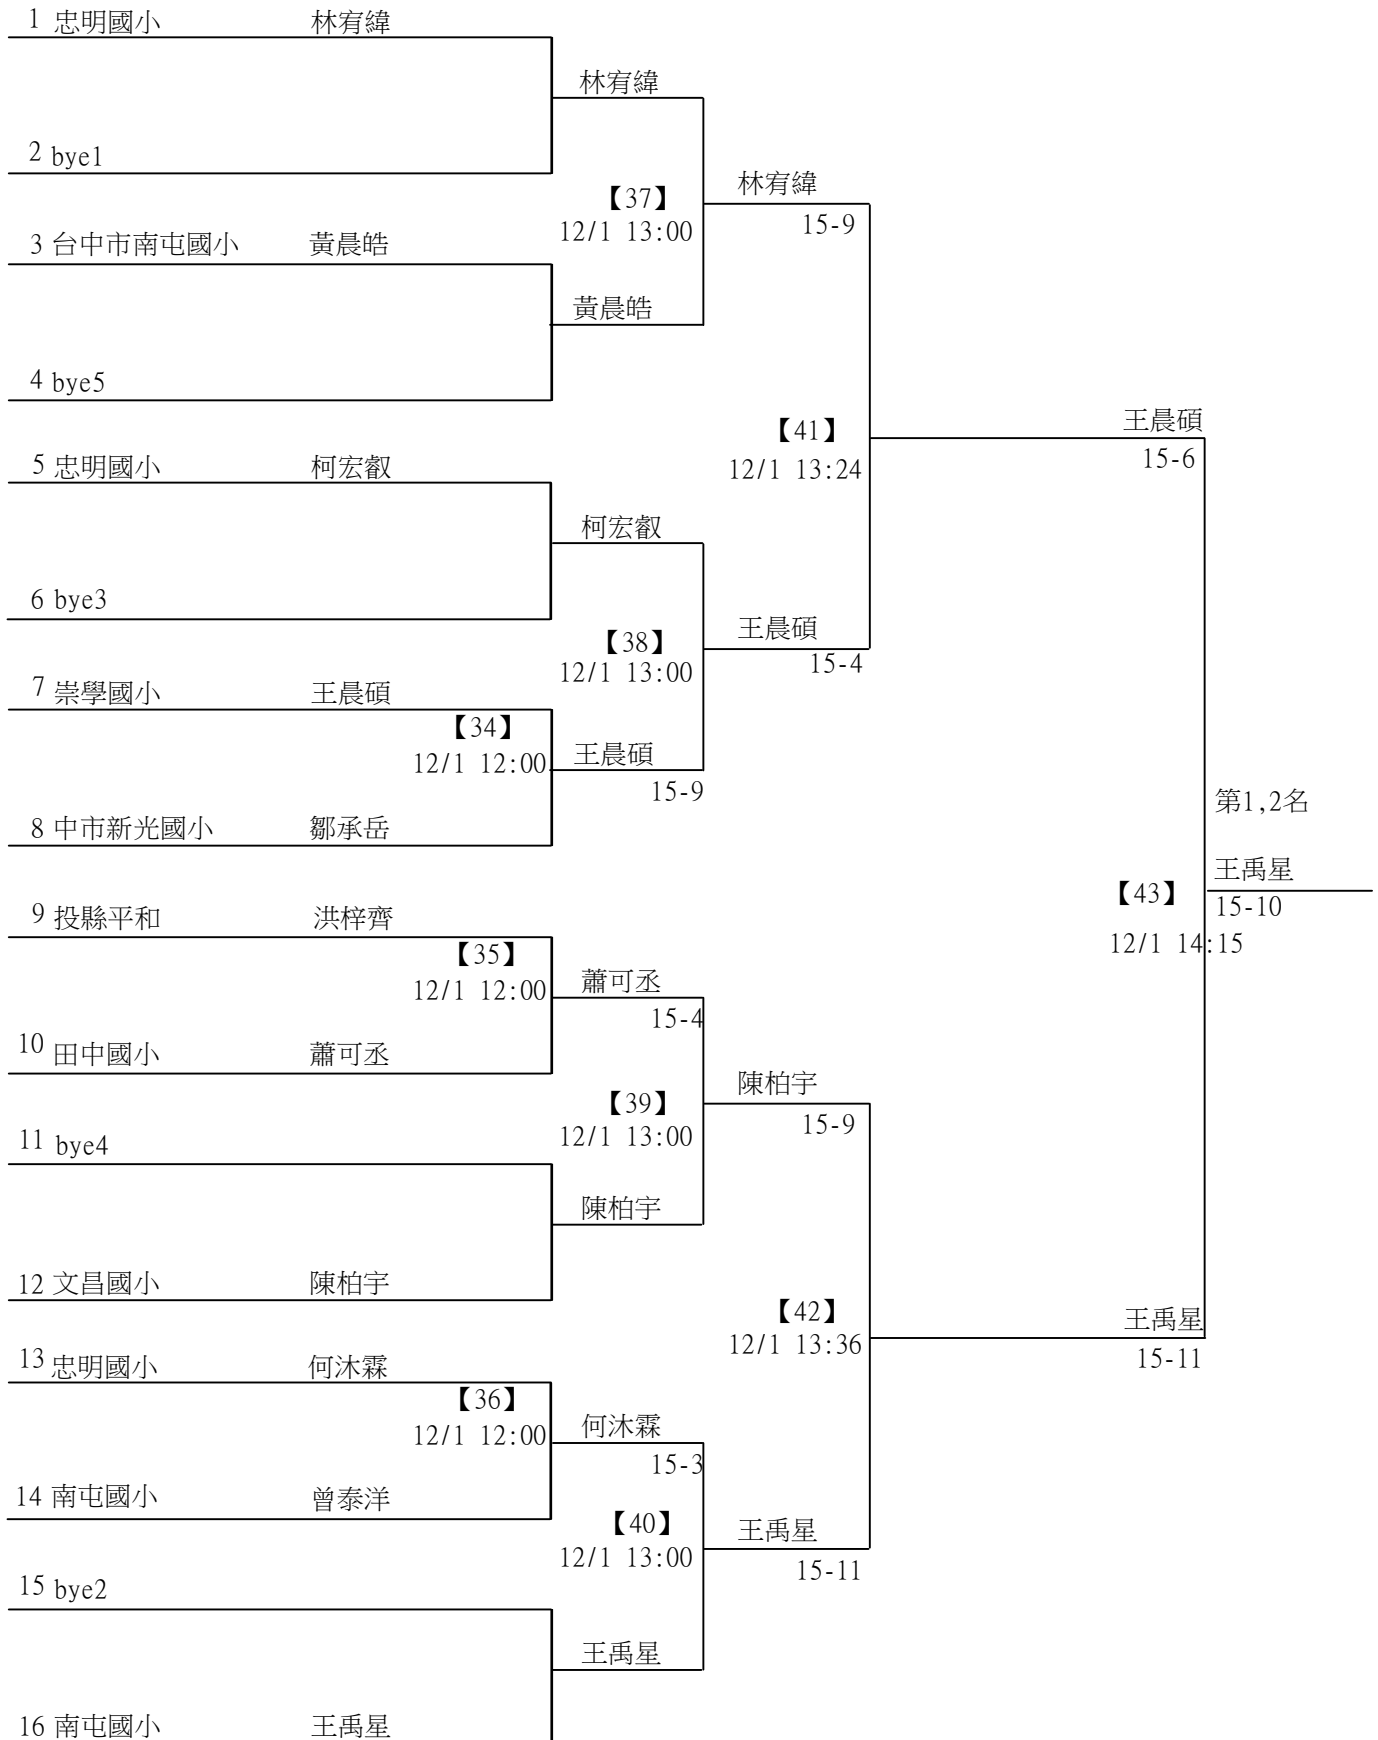 1 忠明國小 林宥緯
林宥緯
2 bye1
【37】
12/1 13:00
林宥緯
15-9
3 台中市南屯國小 黃晨皓
黃晨皓
4 bye5
【41】
12/1 13:24
王晨碩
15-6
5 忠明國小 柯宏叡
柯宏叡
6 bye3
【38】
12/1 13:00
王晨碩
15-4
7 崇學國小 王晨碩
【34】
12/1 12:00
王晨碩
15-9
8 中市新光國小 鄒承岳
第1,2名
王禹星
15-10
【43】
12/1 14:15
9 投縣平和 洪梓齊
【35】
12/1 12:00
蕭可丞
15-4
10 田中國小 蕭可丞
【39】
12/1 13:00
陳柏宇
15-9
11 bye4
陳柏宇
12 文昌國小 陳柏宇
【42】
12/1 13:36
王禹星
15-11
13 忠明國小 何沐霖
【36】
12/1 12:00
何沐霖
15-3
14 南屯國小 曾泰洋
【40】
12/1 13:00
王禹星
15-11
15 bye2
王禹星
16 南屯國小 王禹星